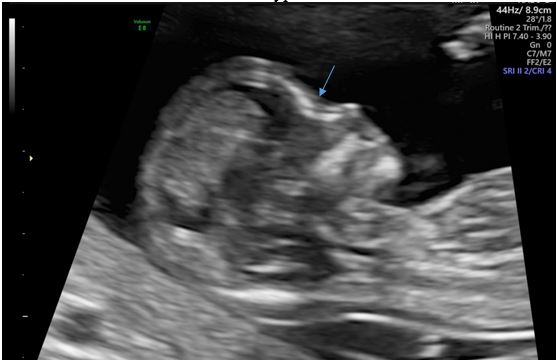 Voluson
E8
44Hz/ 8.9cm
28°/1.8
Routine 2 Trim./??
HI H PI 7.40 - 3.90
Gn 0
C7/M7
FF2/E2
SRI II 2/CRI 4